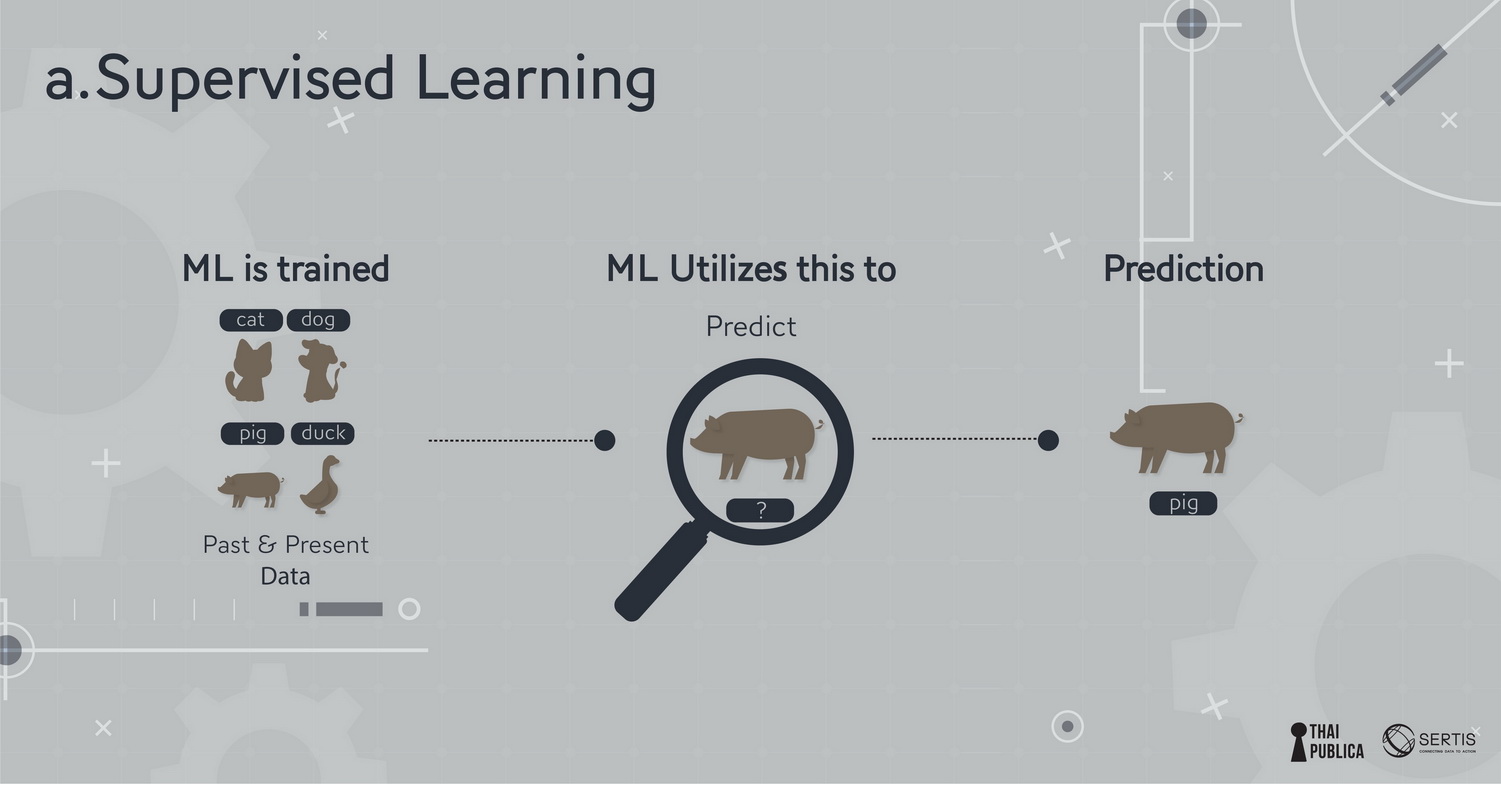 a.Supervised Learning
ML is trained
cat dog
pig duck
Past & Present
Data
ML Utilizes this to
Predict
?
Prediction
pig
THAI
PUBLICA
SERTIS
CONNECTING DATA TO ACTION